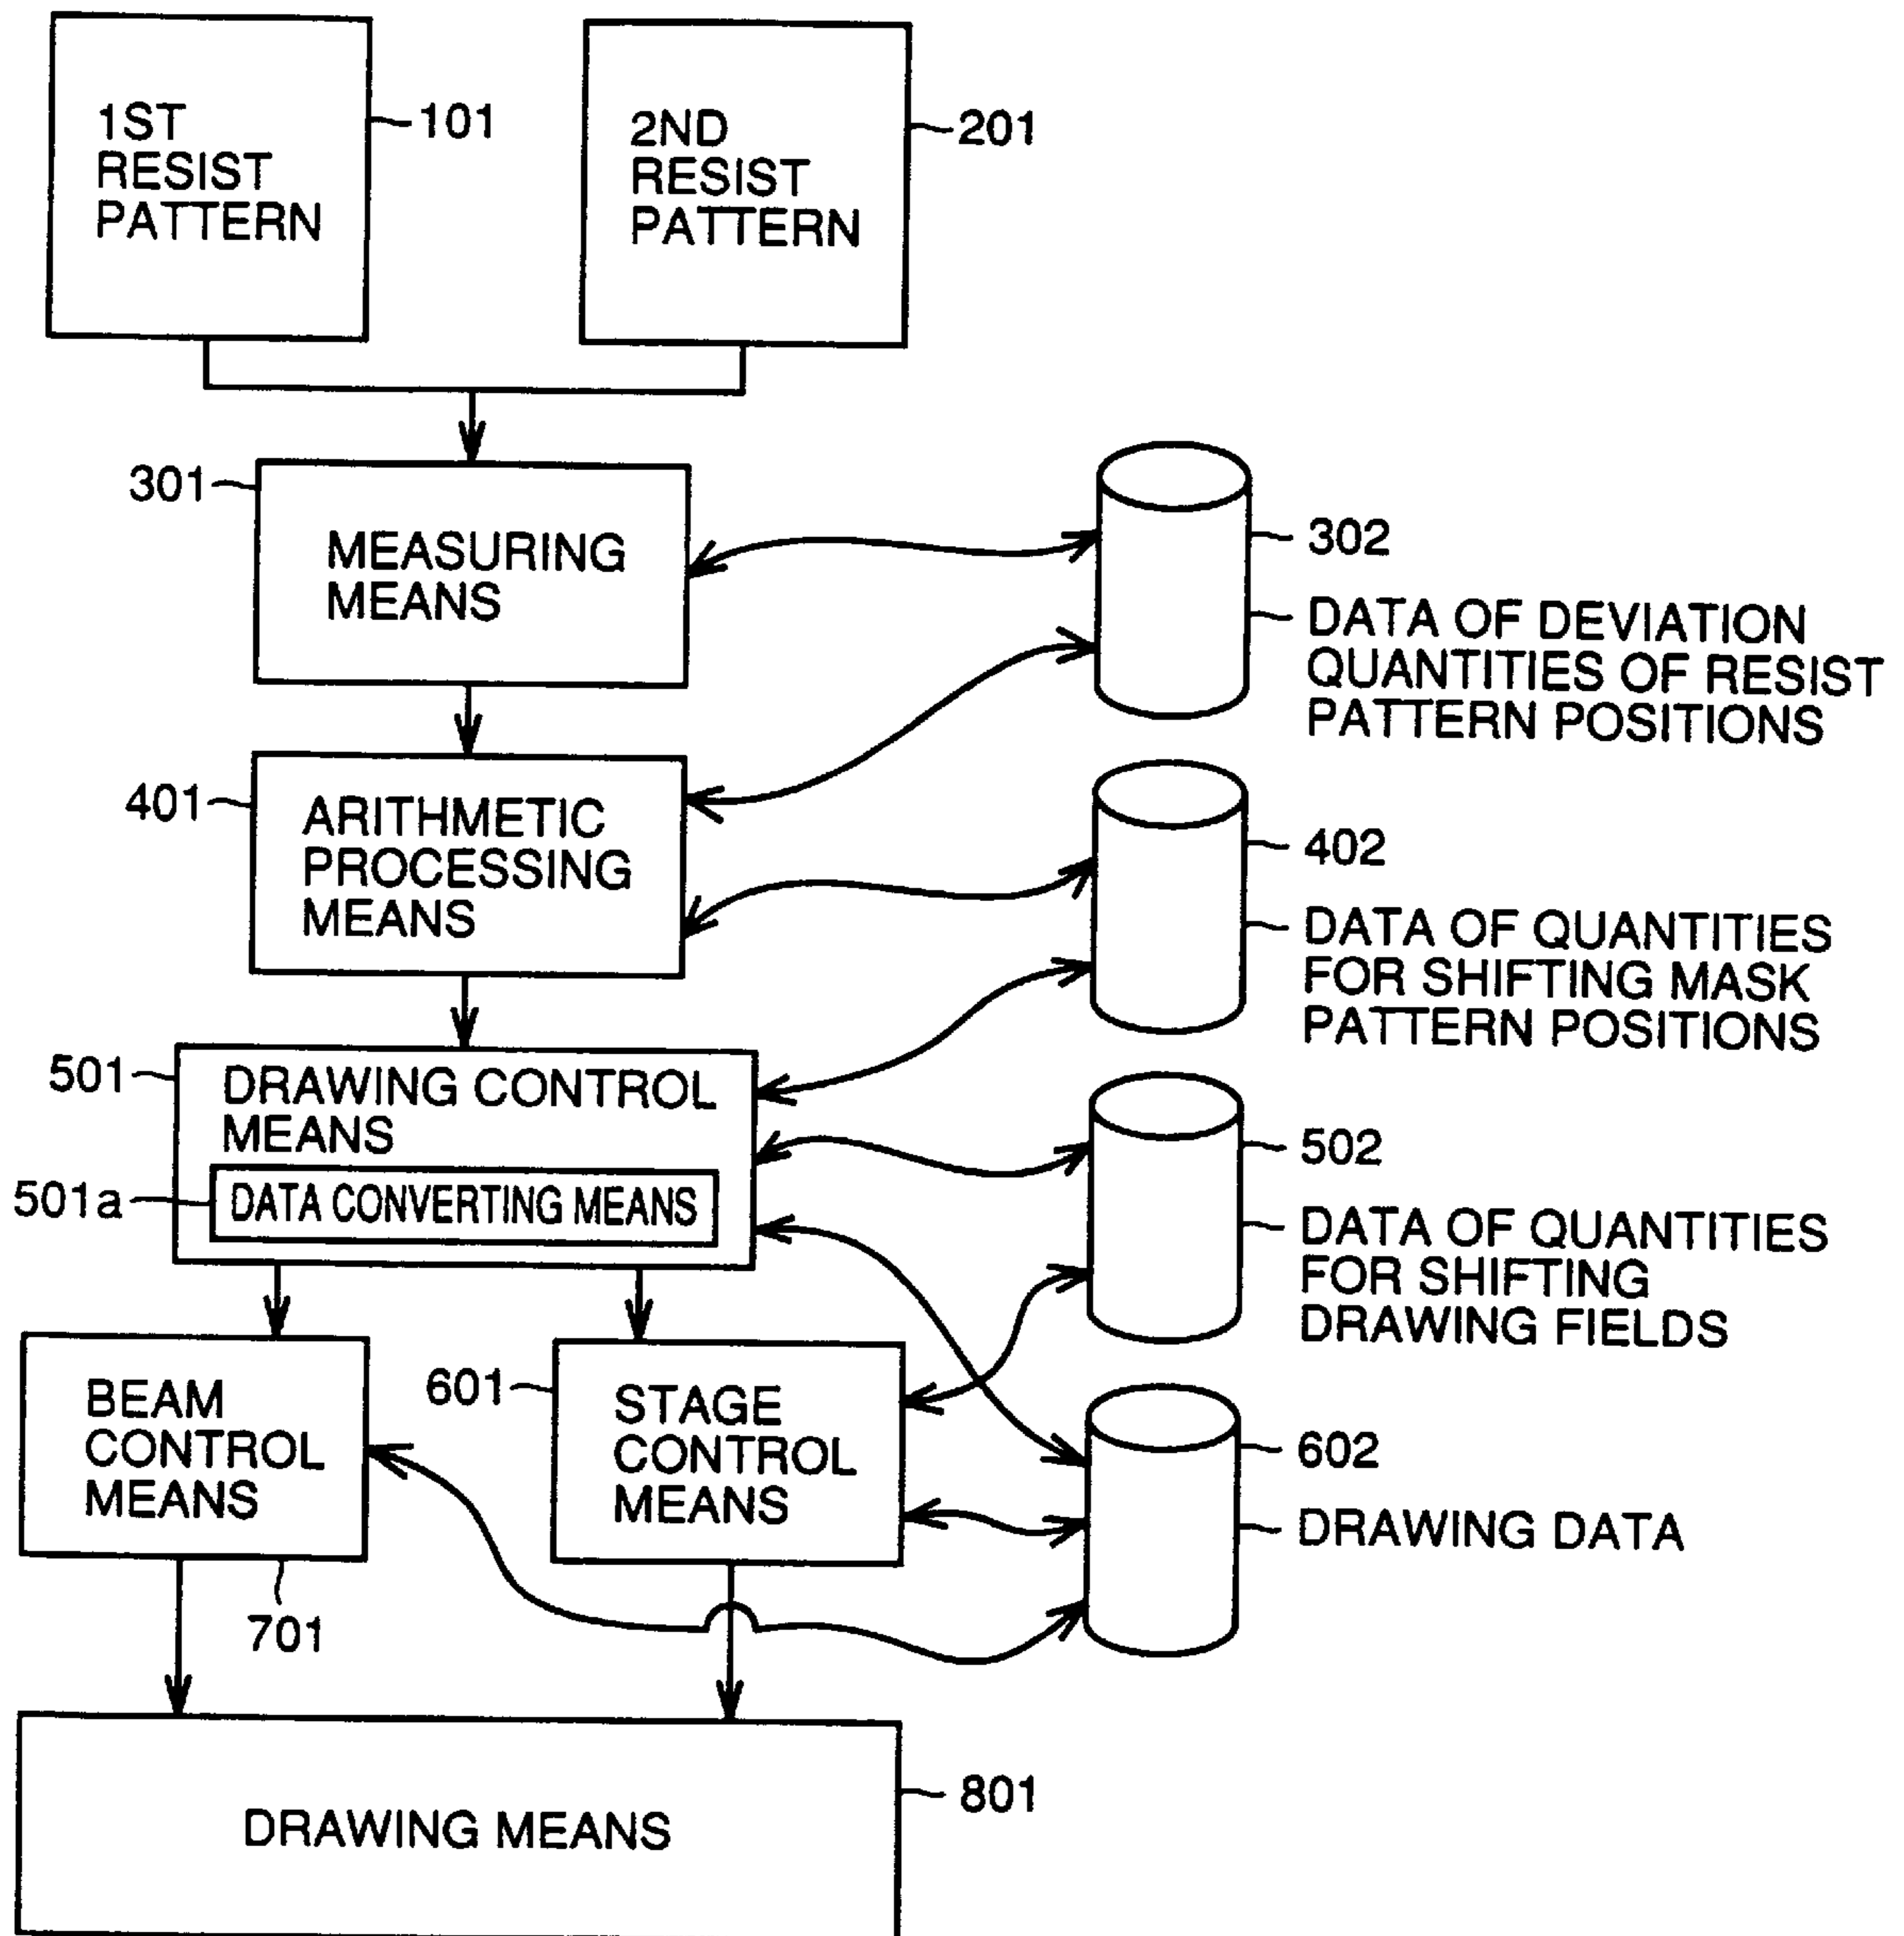 1ST
RESIST
PATTERN
101
2ND
RESIST
PATTERN
201
301
MEASURING
MEANS
302
DATA OF DEVIATION
QUANTITIES OF RESIST
PATTERN POSITIONS
401
ARITHMETIC
PROCESSING
MEANS
402
DATA OF QUANTITIES
FOR SHIFTING MASK
PATTERN POSITIONS
501
DRAWING CONTROL
MEANS
501a
DATA CONVERTING MEANS
502
DATA OF QUANTITIES
FOR SHIFTING
DRAWING FIELDS
BEAM
CONTROL
MEANS
701
601
STAGE
CONTROL
MEANS
602
DRAWING DATA
DRAWING MEANS
801